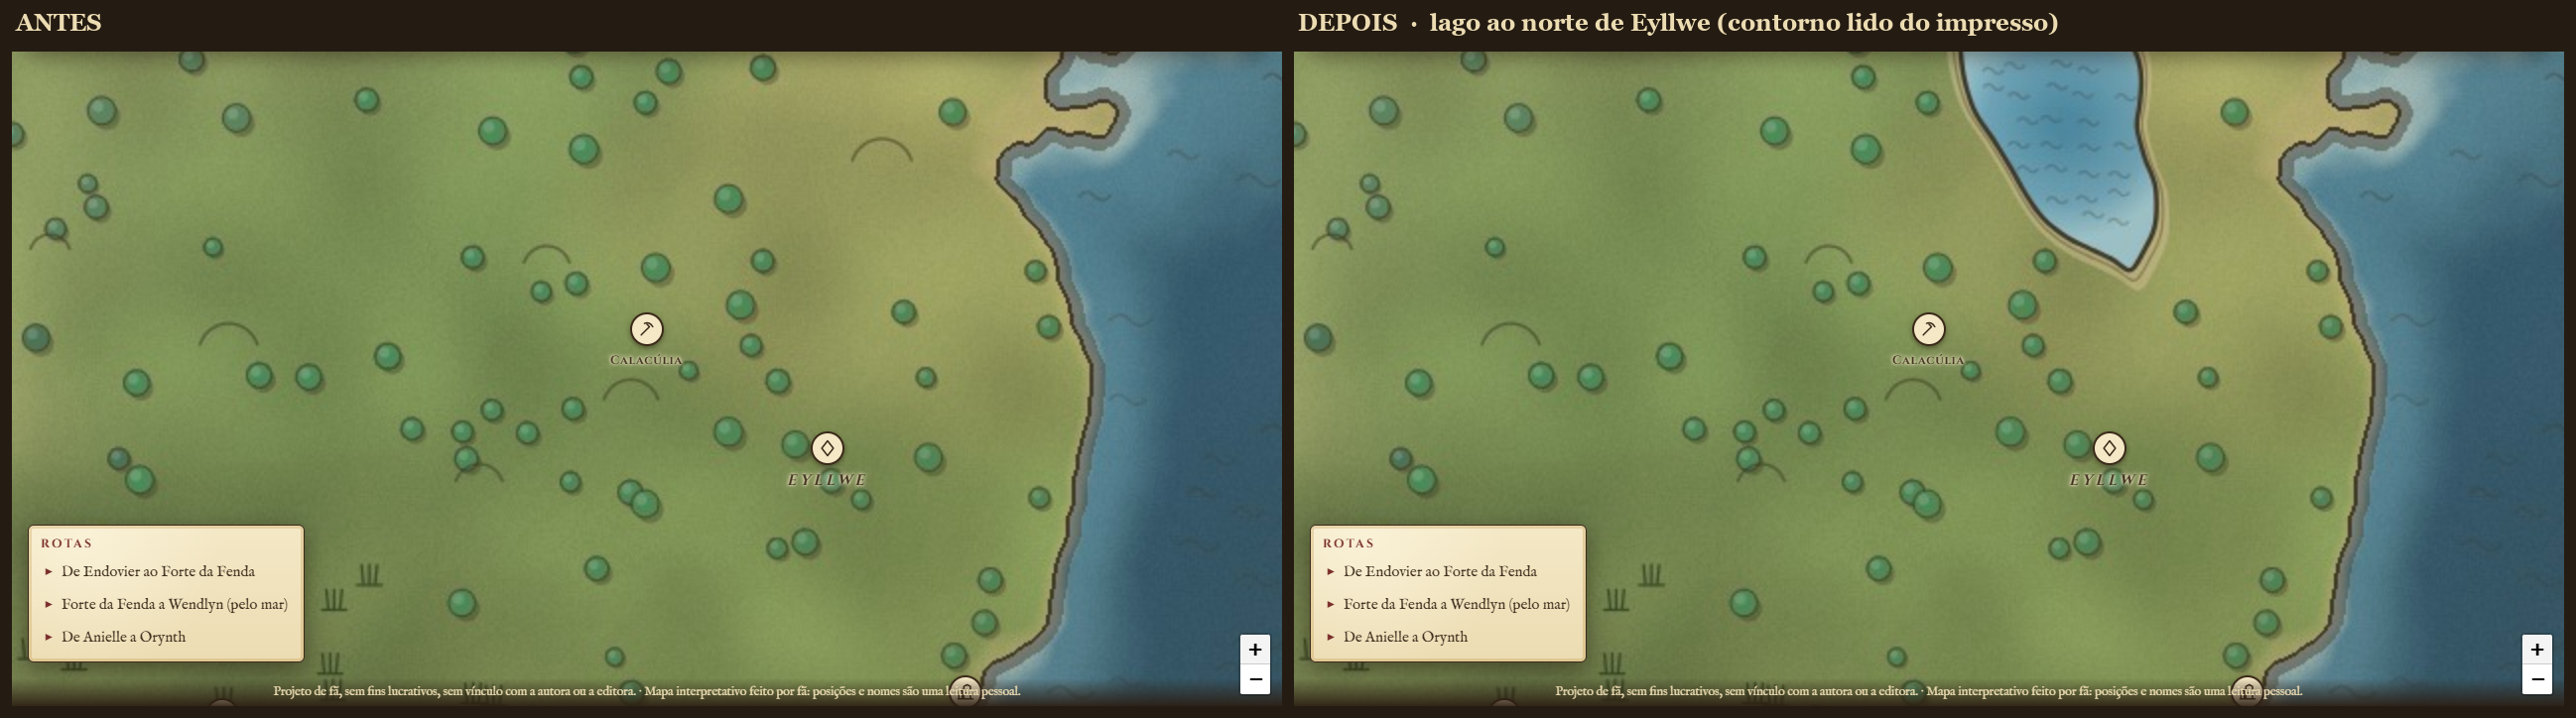 ANTES
DEPOIS · lago ao norte de Eyllwe (contorno lido do impresso)
CALACÚLIA
EYLLWE
ROTAS
► De Endovier ao Forte da Fenda
► Forte da Fenda a Wendlyn (pelo mar)
► De Anielle a Orynth
+
−
Projeto de fã, sem fins lucrativos, sem vínculo com a autora ou a editora. · Mapa interpretativo feito por fã: posições e nomes são uma leitura pessoal.
CALACÚLIA
EYLLWE
ROTAS
► De Endovier ao Forte da Fenda
► Forte da Fenda a Wendlyn (pelo mar)
► De Anielle a Orynth
+
−
Projeto de fã, sem fins lucrativos, sem vínculo com a autora ou a editora. · Mapa interpretativo feito por fã: posições e nomes são uma leitura pessoal.